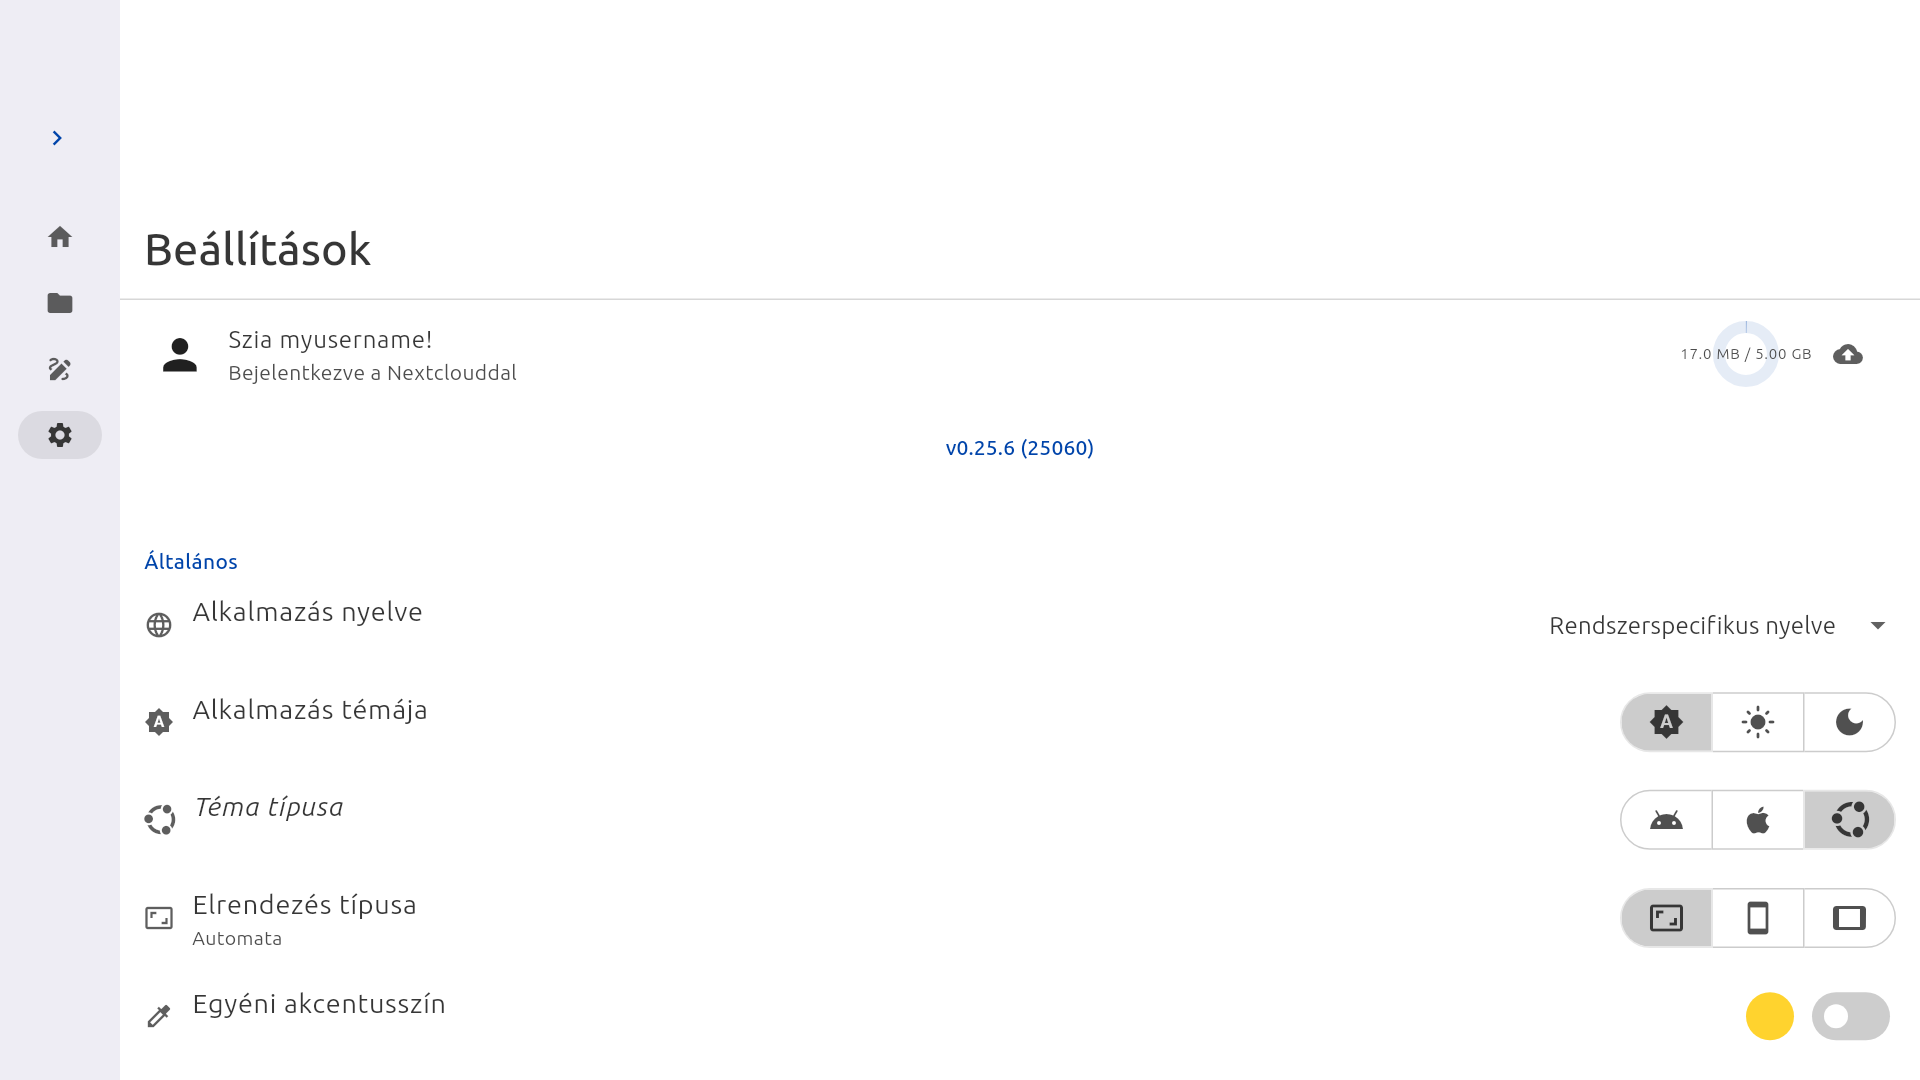 Beállítások
Szia myusername!
Bejelentkezve a Nextclouddal
17.0 MB / 5.00 GB
v0.25.6 (25060)
Általános
Alkalmazás nyelve
Rendszerspecifikus nyelve
Alkalmazás témája
Téma típusa
Elrendezés típusa
Automata
Egyéni akcentusszín